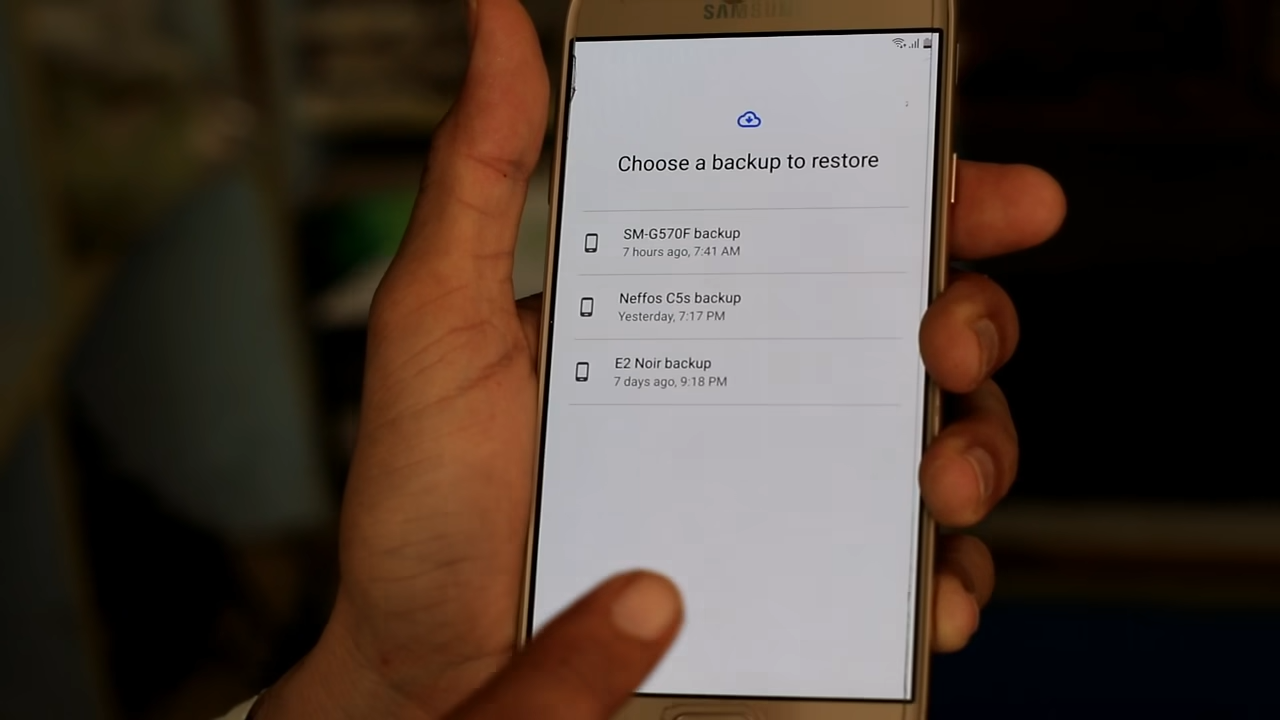 SAMSUNG
Choose a backup to restore
SM-G570F backup
7 hours ago, 7:41 AM
Neffos C5s backup
Yesterday, 7:17 PM
E2 Noir backup
7 days ago, 9:18 PM